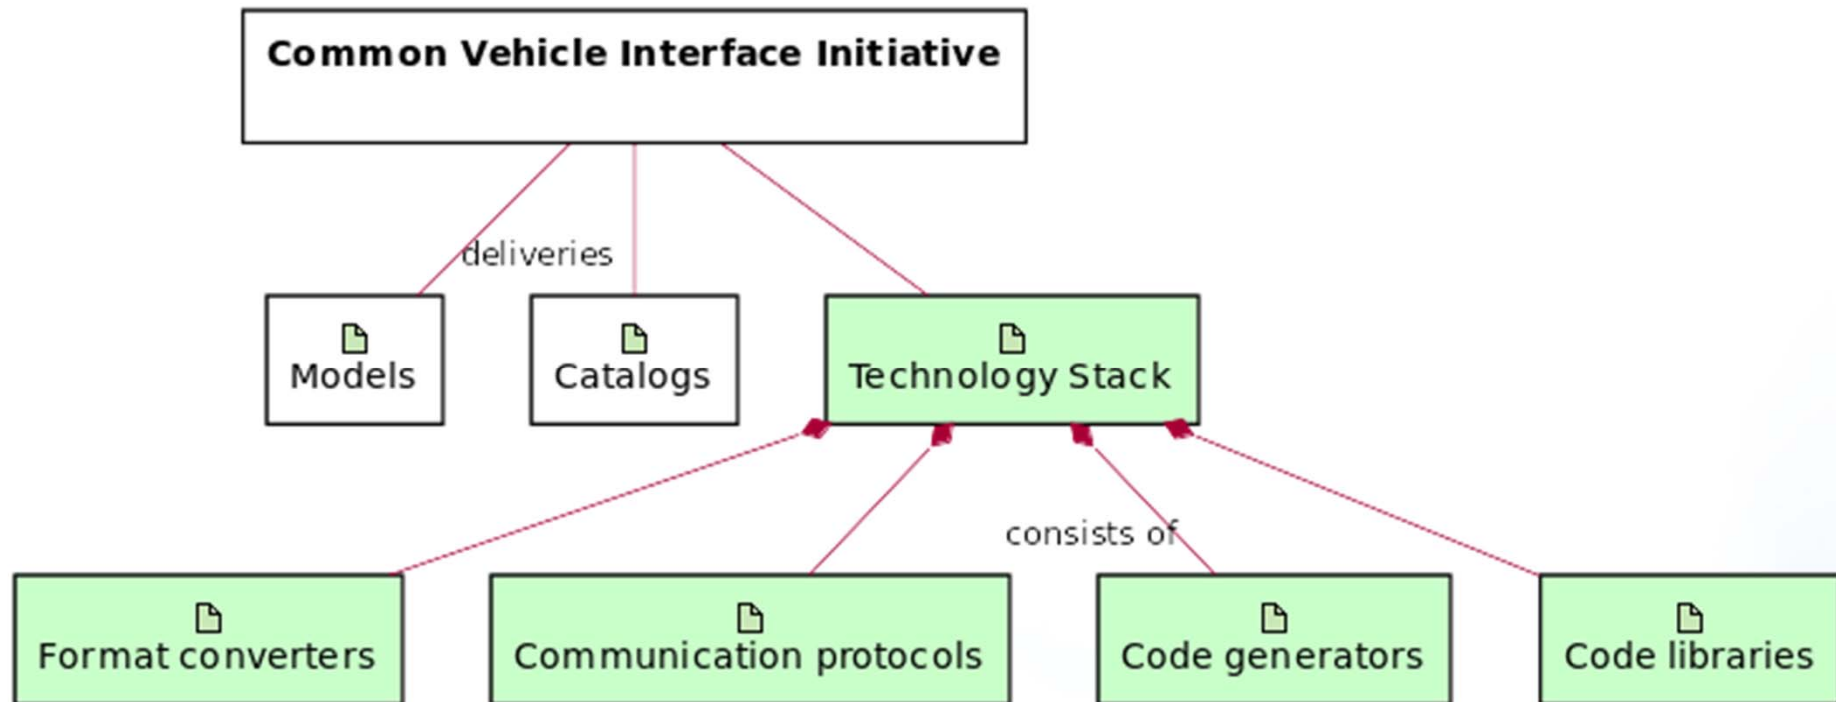 Common Vehicle Interface Initiative
deliveries
Models
Catalogs
Technology Stack
consists of
Format converters
Communication protocols
Code generators
Code libraries